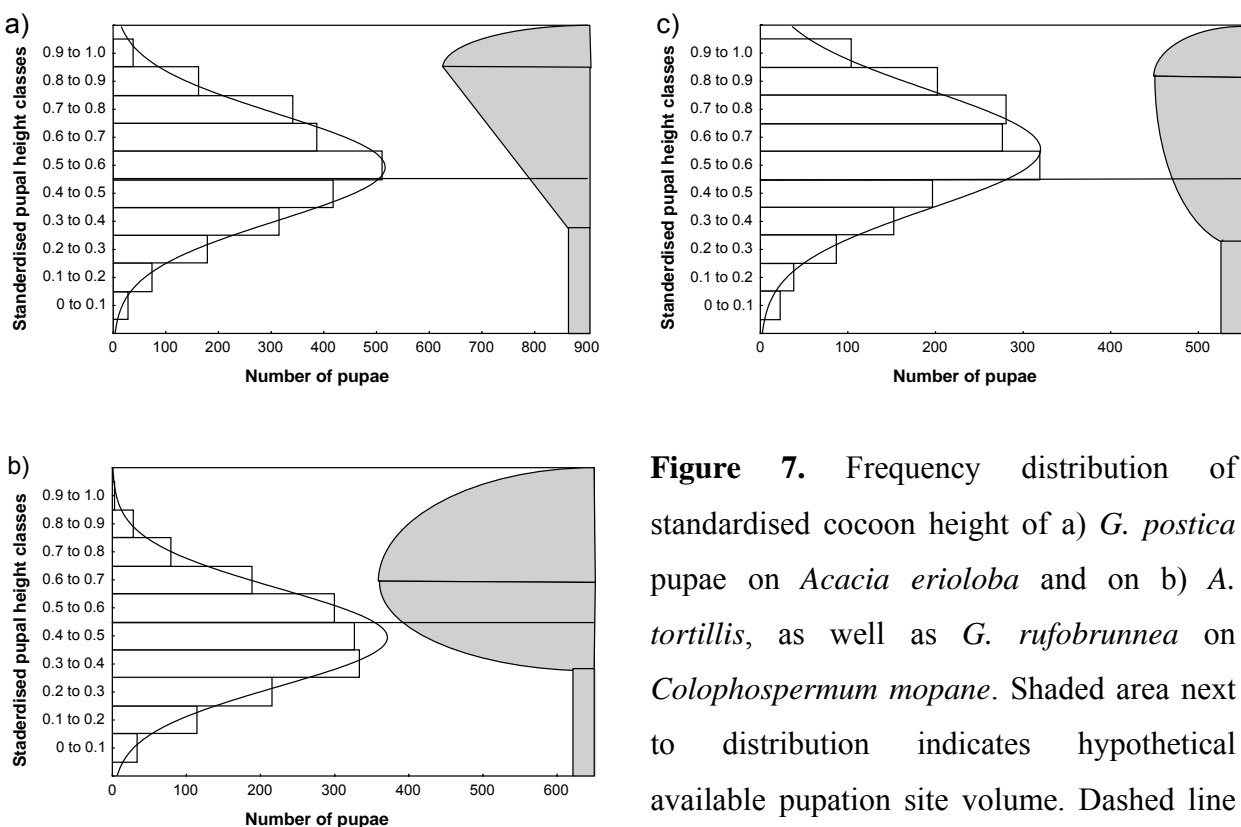 a)
Standerdised pupal height classes
0.9 to 1.0
0.8 to 0.9
0.7 to 0.8
0.6 to 0.7
0.5 to 0.6
0.4 to 0.5
0.3 to 0.4
0.2 to 0.3
0.1 to 0.2
0 to 0.1
0 100 200 300 400 500 600 700 800 900
Number of pupae
c)
Standardised pupal height classes
0.9 to 1.0
0.8 to 0.9
0.7 to 0.8
0.6 to 0.7
0.5 to 0.6
0.4 to 0.5
0.3 to 0.4
0.2 to 0.3
0.1 to 0.2
0 to 0.1
0 100 200 300 400 500
Number of pupae
b)
Staderdised pupal height classes
0.9 to 1.0
0.8 to 0.9
0.7 to 0.8
0.6 to 0.7
0.5 to 0.6
0.4 to 0.5
0.3 to 0.4
0.2 to 0.3
0.1 to 0.2
0 to 0.1
0 100 200 300 400 500 600
Number of pupae
Figure 7. Frequency distribution of
standardised cocoon height of a) G. postica
pupae on Acacia erioloba and on b) A.
tortillis, as well as G. rufobrunnea on
Colophospermum mopane. Shaded area next
to distribution indicates hypothetical
available pupation site volume. Dashed line